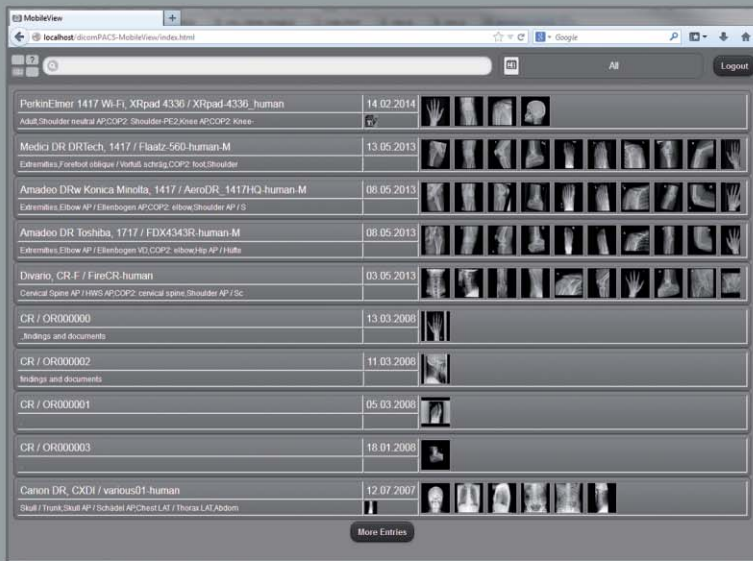 MobileView
localhost/dicomPACS-MobileView/index.html
Google
?
All
Logout
PerkinElmer 1417 Wi-Fi, XRpad 4336 / XRpad-4336_human
14.02.2014
Adult,Shoulder neutral AP,COP2: Shoulder-PE2,Knee AP,COP2: Knee-
Medici DR DRTech, 1417 / Flaatz-560-human-M
13.05.2013
Extremities,Forefoot oblique / Vorfuß schräg,COP2: foot,Shoulder
Amadeo DRw Konica Minolta, 1417 / AeroDR_1417HQ-human-M
08.05.2013
Extremities,Elbow AP / Ellenbogen AP,COP2: elbow,Shoulder AP / S
Amadeo DR Toshiba, 1717 / FDX4343R-human-M
08.05.2013
Extremities,Elbow AP / Ellenbogen VD,COP2: elbow,Hip AP / Hüfte
Divario, CR-F / FireCR-human
03.05.2013
Cervical Spine AP / HWS AP,COP2: cervical spine,Shoulder AP / Sc
CR / OR000000
13.03.2008
,findings and documents
CR / OR000002
11.03.2008
findings and documents
CR / OR000001
05.03.2008
CR / OR000003
18.01.2008
Canon DR, CXDI / various01-human
12.07.2007
Skull / Trunk,Skull AP / Schädel AP,Chest LAT / Thorax LAT,Abdom
More Entries